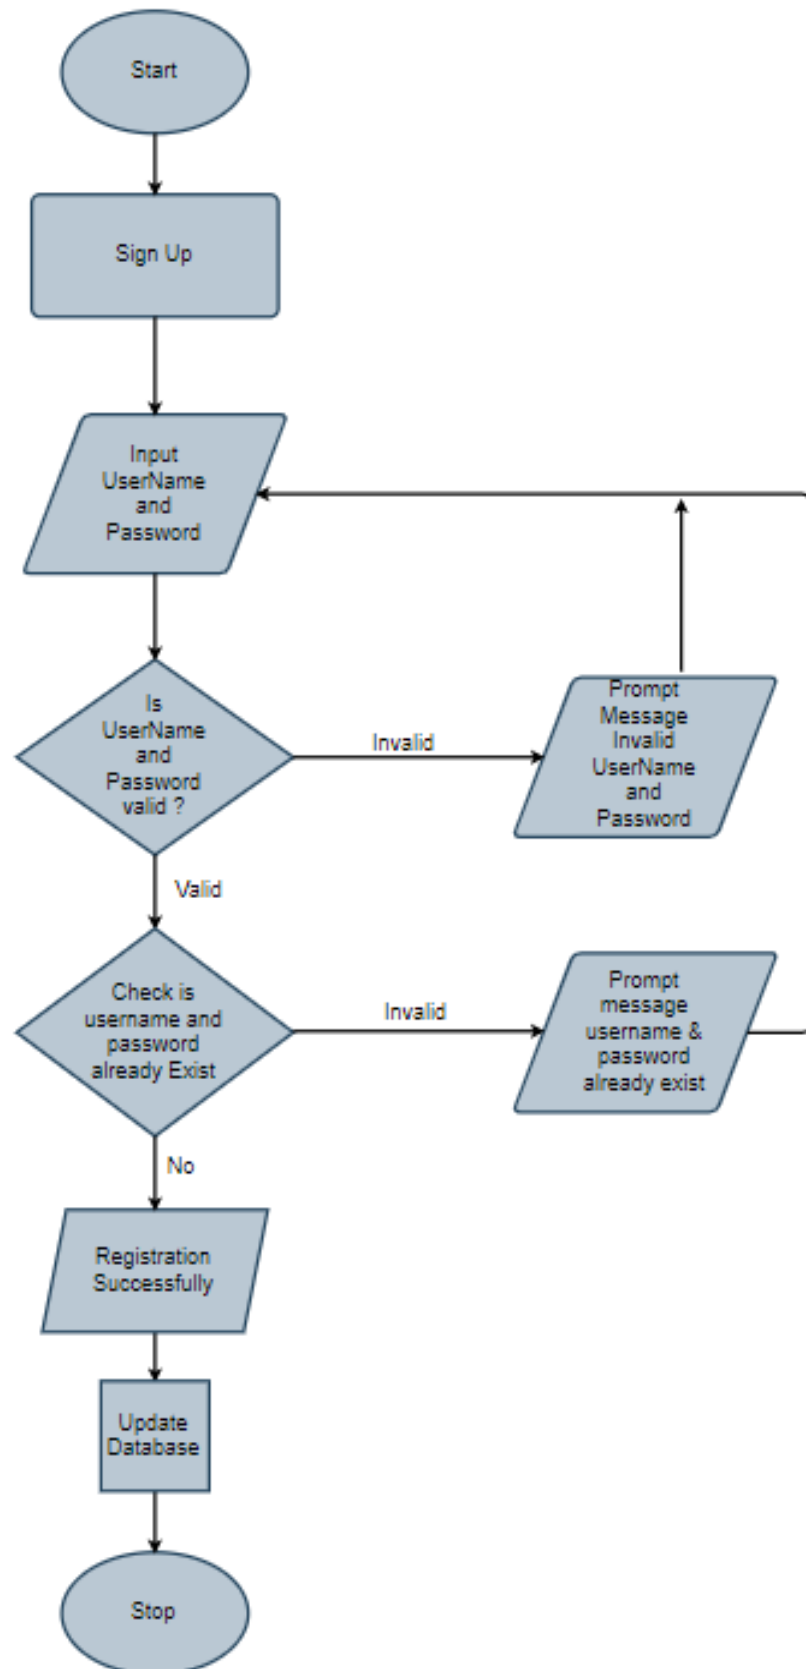 Start
Sign Up
Input
UserName
and
Password
Is
UserName
and
Password
valid ?
Invalid
Prompt
Message
Invalid
UserName
and
Password
Valid
Check is
username and
password
already Exist
Invalid
Prompt
message
username &
password
already exist
No
Registration
Successfully
Update
Database
Stop